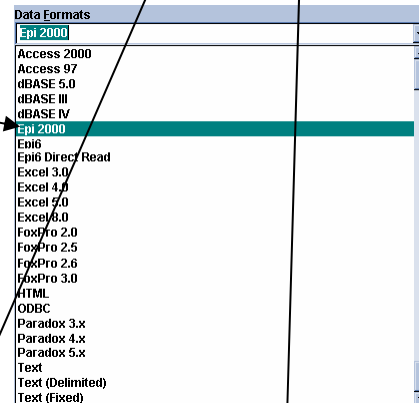 Data Formats
Epi 2000
Access 2000
Access 97
dBASE 5.0
dBASE III
dBASE IV
Epi 2000
Epi6
Epi6 Direct Read
Excel 3.0
Excel 4.0
Excel 5.0
Excel 8.0
FoxPro 2.0
FoxPro 2.5
FoxPro 2.6
FoxPro 3.0
HTML
ODBC
Paradox 3.x
Paradox 4.x
Paradox 5.x
Text
Text (Delimited)
Text (Fixed)